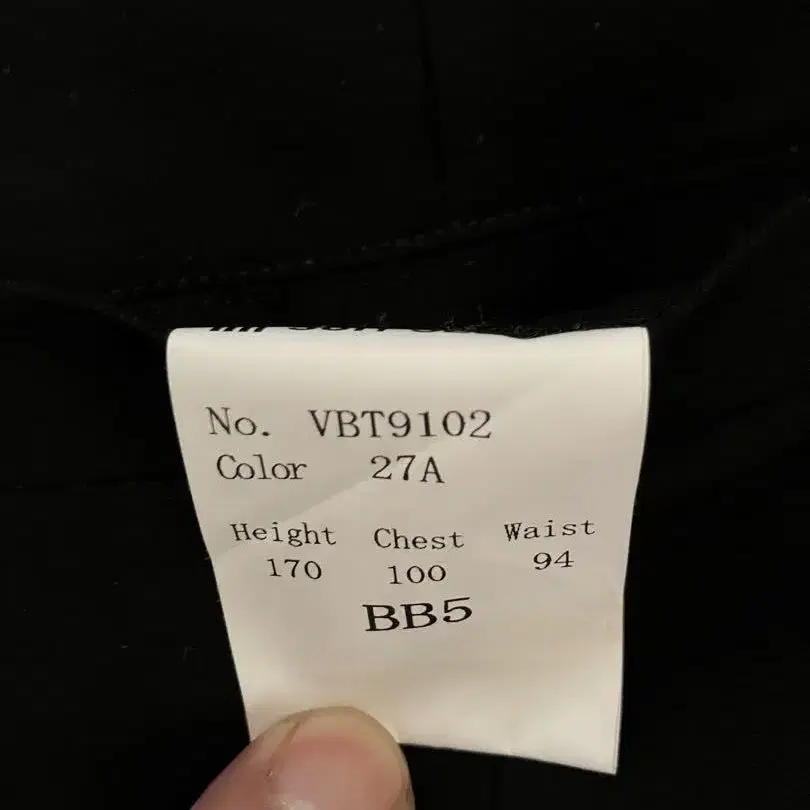 No. VBT9102
Color 27A
Height Chest Waist
170 100 94
BB5